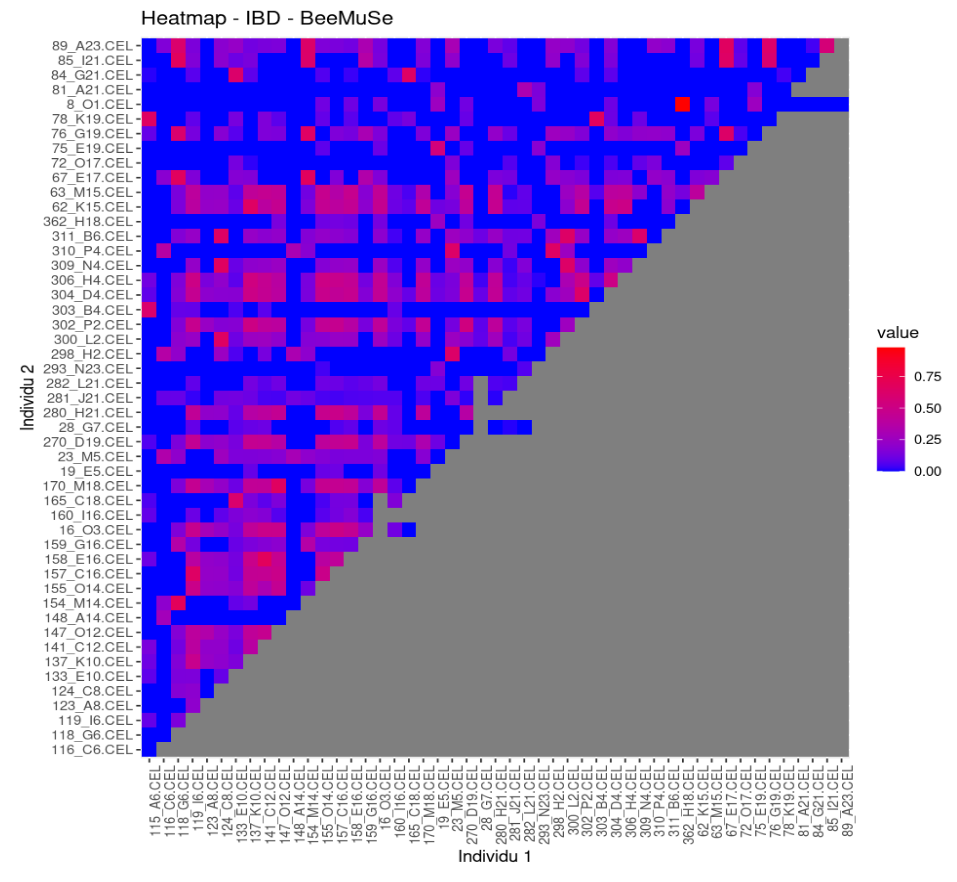 Heatmap - IBD - BeeMuSe
89_A23.CEL
85_I21.CEL
84_G21.CEL
81_A21.CEL
8_O1.CEL
78_K19.CEL
76_G19.CEL
75_E19.CEL
72_O17.CEL
67_E17.CEL
63_M15.CEL
62_K15.CEL
362_H18.CEL
311_B6.CEL
310_P4.CEL
309_N4.CEL
306_H4.CEL
304_D4.CEL
303_B4.CEL
302_P2.CEL
300_L2.CEL
298_H2.CEL
293_N23.CEL
282_L21.CEL
281_J21.CEL
280_H21.CEL
28_G7.CEL
270_D19.CEL
23_M5.CEL
19_E5.CEL
170_M18.CEL
165_C18.CEL
160_I16.CEL
16_O3.CEL
159_G16.CEL
158_E16.CEL
157_C16.CEL
155_O14.CEL
154_M14.CEL
148_A14.CEL
147_O12.CEL
141_C12.CEL
137_K10.CEL
133_E10.CEL
124_C8.CEL
123_A8.CEL
119_I6.CEL
118_G6.CEL
116_C6.CEL
Individu 2
115_A6.CEL
116_C6.CEL
118_G6.CEL
119_I6.CEL
123_A8.CEL
124_C8.CEL
133_E10.CEL
137_K10.CEL
141_C12.CEL
147_O12.CEL
148_A14.CEL
154_M14.CEL
155_O14.CEL
157_C16.CEL
158_E16.CEL
159_G16.CEL
16_O3.CEL
160_I16.CEL
165_C18.CEL
170_M18.CEL
19_E5.CEL
23_M5.CEL
270_D19.CEL
28_G7.CEL
280_H21.CEL
281_J21.CEL
282_L21.CEL
293_N23.CEL
298_H2.CEL
300_L2.CEL
302_P2.CEL
303_B4.CEL
304_D4.CEL
306_H4.CEL
309_N4.CEL
310_P4.CEL
311_B6.CEL
362_H18.CEL
62_K15.CEL
63_M15.CEL
67_E17.CEL
72_O17.CEL
75_E19.CEL
76_G19.CEL
78_K19.CEL
81_A21.CEL
84_G21.CEL
85_I21.CEL
89_A23.CEL
Individu 1
value
0.75
0.50
0.25
0.00